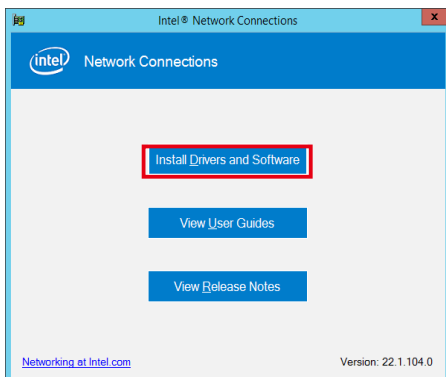 Intel® Network Connections
x
intel Network Connections
Install Drivers and Software
View User Guides
View Release Notes
Networking at Intel.com Version: 22.1.104.0